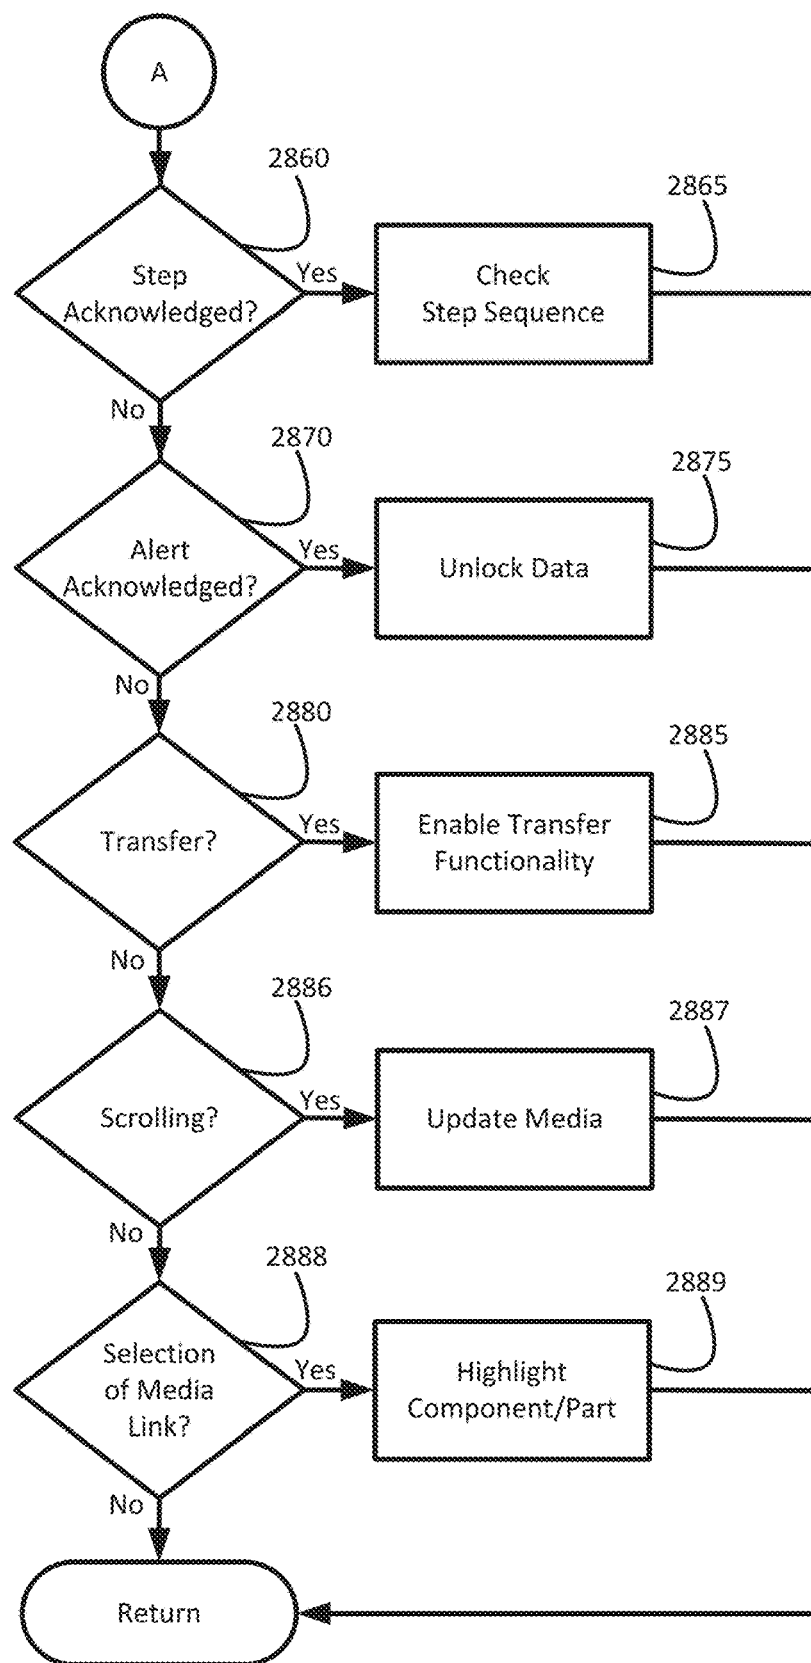 A
2860
2865
Step
Acknowledged?
Yes
Check
Step Sequence
No
2870
2875
Alert
Acknowledged?
Yes
Unlock Data
No
2880
2885
Transfer?
Yes
Enable Transfer
Functionality
No
2886
2887
Scrolling?
Yes
Update Media
No
2888
2889
Selection
of Media
Link?
Yes
Highlight
Component/Part
No
Return